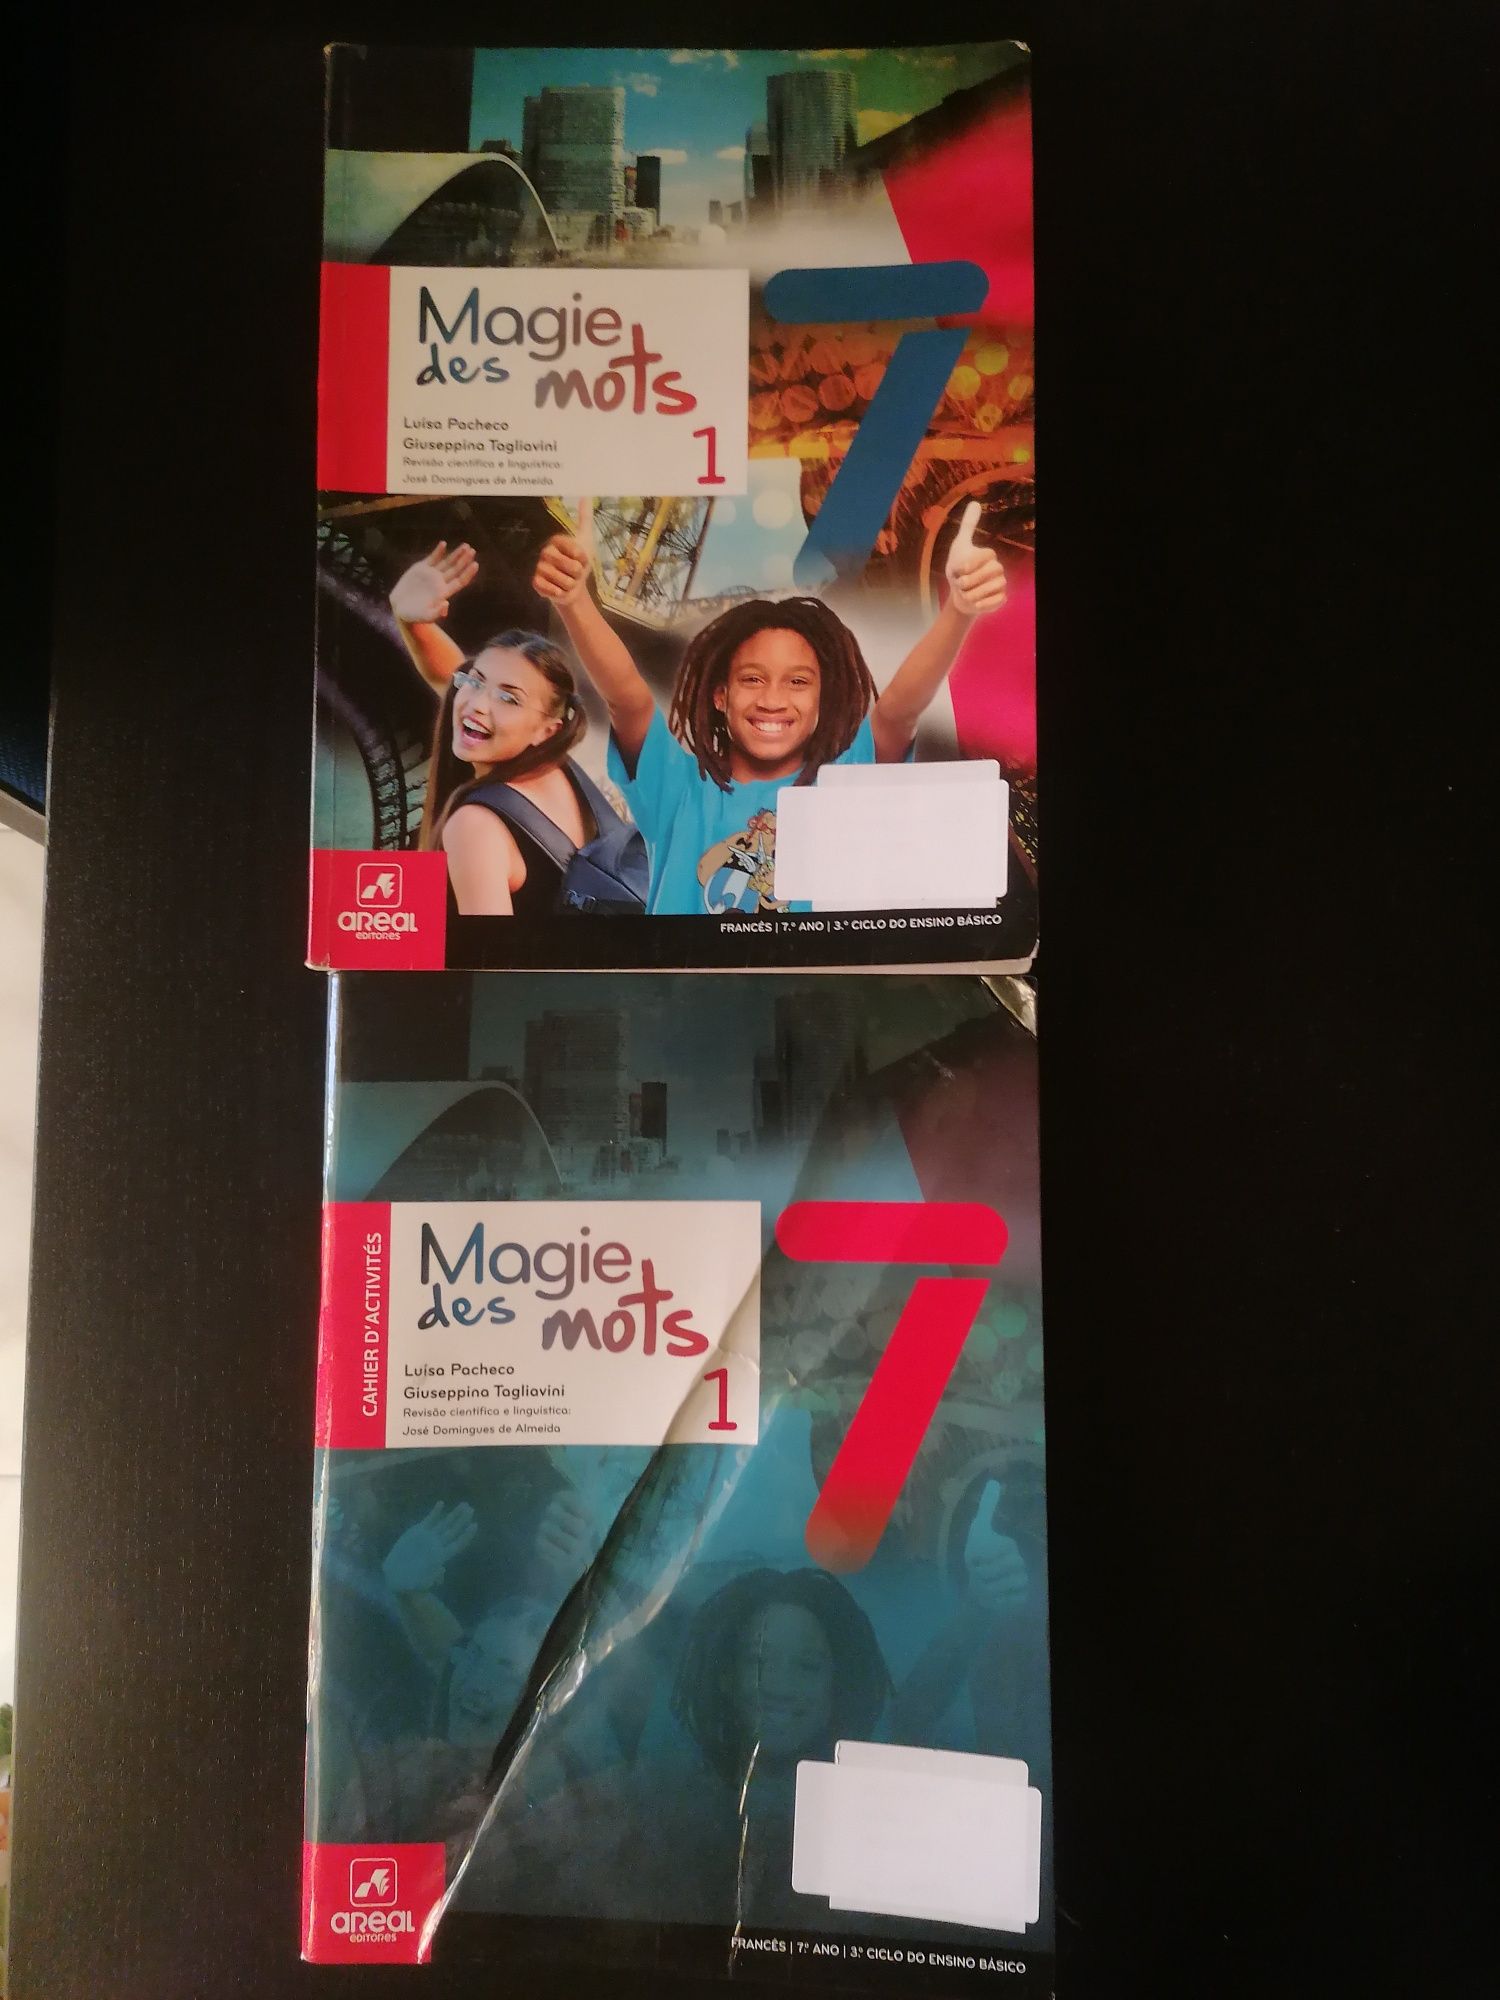 Magie
des mots
1
7
Luísa Pacheco
Giuseppina Tagliavini
Revisão científica e linguística:
José Domingues de Almeida
AREAL
EDITORES
FRANCÊS | 7.º ANO | 3.º CICLO DO ENSINO BÁSICO
CAHIER D'ACTIVITÉS
Magie
des mots
1
7
Luísa Pacheco
Giuseppina Tagliavini
Revisão científica e linguística:
José Domingues de Almeida
AREAL
EDITORES
FRANCÊS | 7.º ANO | 3.º CICLO DO ENSINO BÁSICO